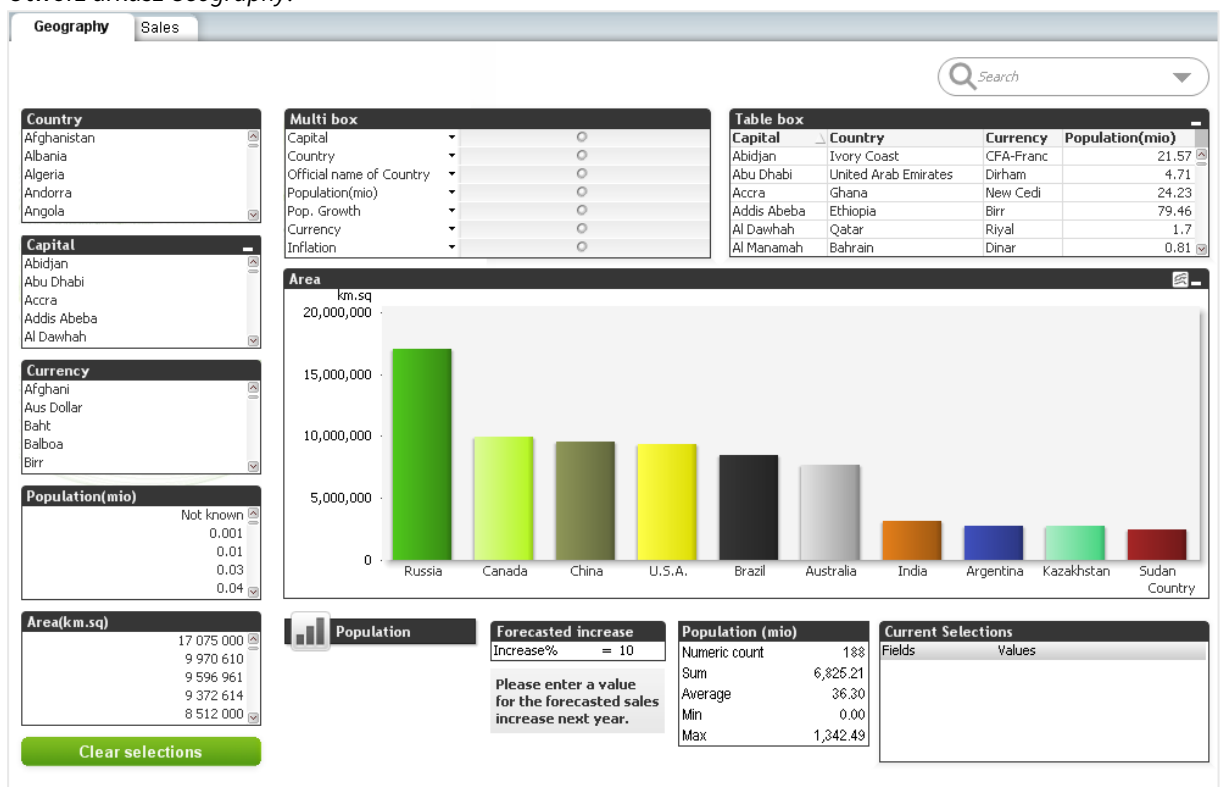 Geography
Sales
Search
Country
Afghanistan
Albania
Algeria
Andorra
Angola
Capital
Abidjan
Abu Dhabi
Accra
Addis Abeba
Al Dawhah
Currency
Afghani
Aus Dollar
Baht
Balboa
Birr
Population(mio)
Not known
0.001
0.01
0.03
0.04
Area(km.sq)
17 075 000
9 970 610
9 596 961
9 372 614
8 512 000
Clear selections
Multi box
Capital
Country
Official name of Country
Population(mio)
Pop. Growth
Currency
Inflation
Table box
Capital Country Currency Population(mio)
Abidjan Ivory Coast CFA-Franc 21.57
Abu Dhabi United Arab Emirates Dirham 4.71
Accra Ghana New Cedi 24.23
Addis Abeba Ethiopia Birr 79.46
Al Dawhah Qatar Riyal 1.7
Al Manamah Bahrain Dinar 0.81
Area
km.sq
20,000,000
15,000,000
10,000,000
5,000,000
0
Russia Canada China U.S.A. Brazil Australia India Argentina Kazakhstan Sudan
Country
Population
Forecasted increase
Increase% = 10
Please enter a value
for the forecasted sales
increase next year.
Population (mio)
Numeric count 188
Sum 6,825.21
Average 36.30
Min 0.00
Max 1,342.49
Current Selections
Fields Values